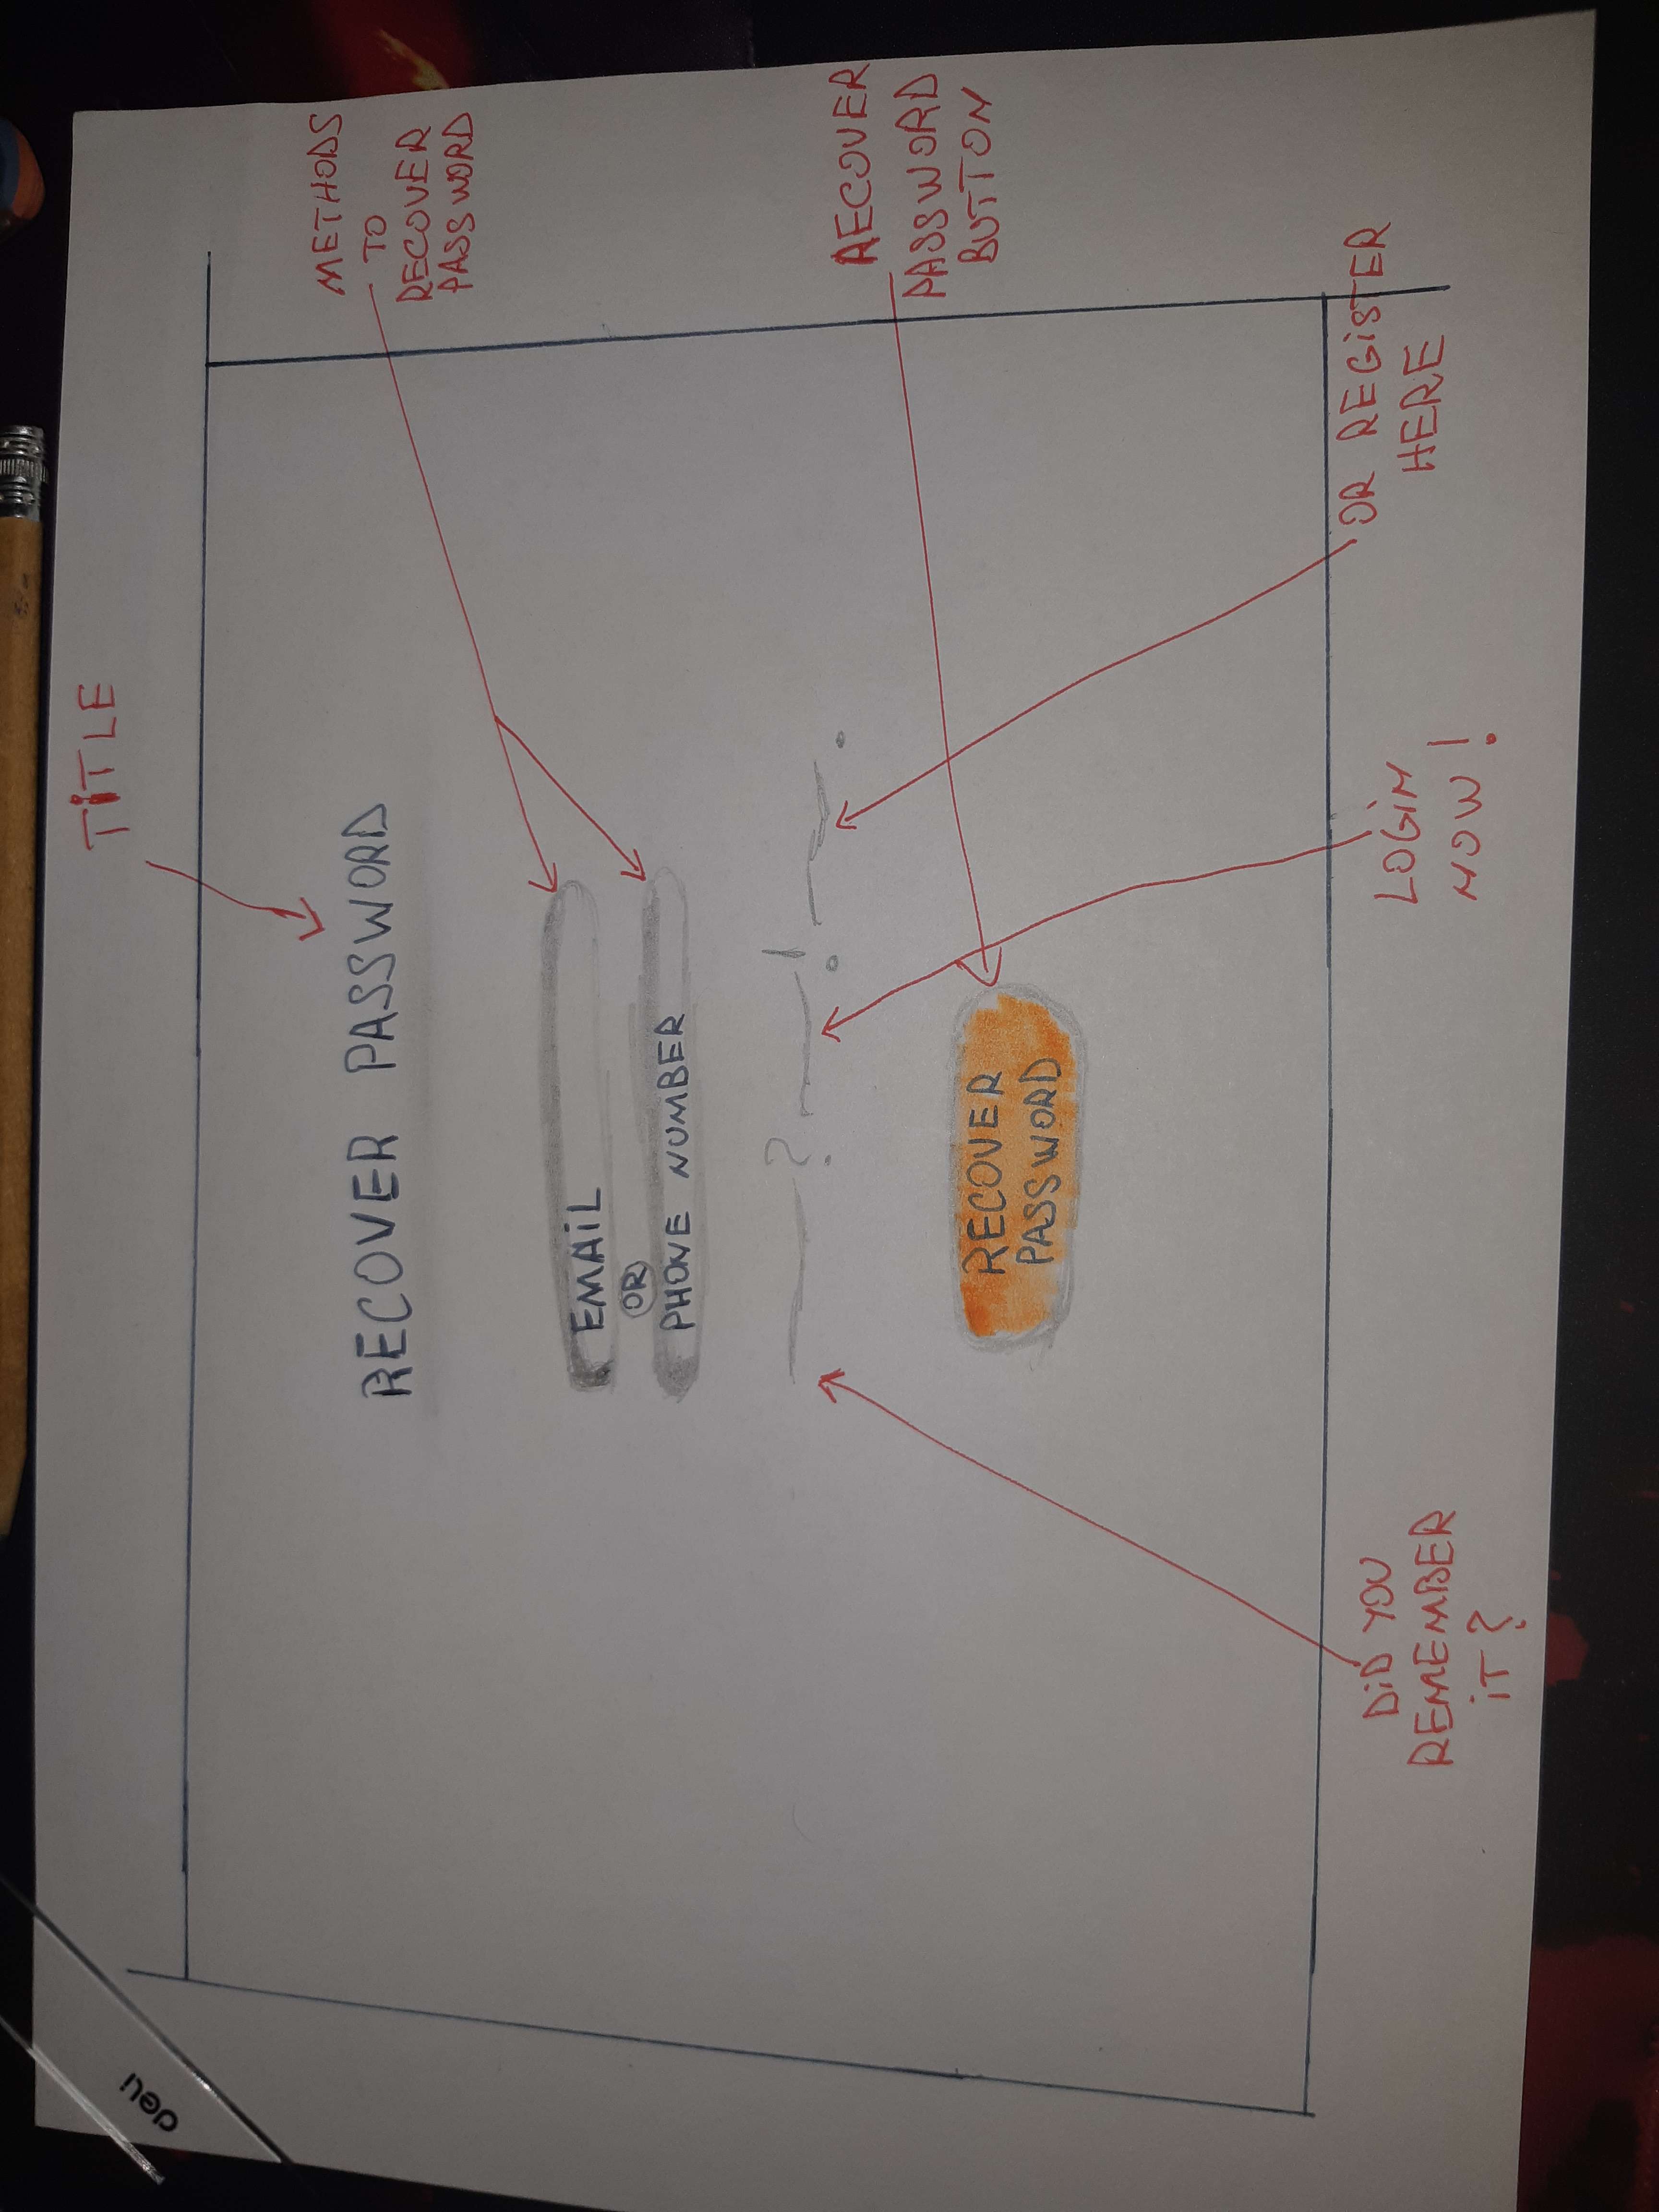 deli
TiTLE
RECOVER PASSWORD
METHODS
TO
RECOVER
PASSWORD
EMAiL
OR
PHONE NUMBER
? ! .
RECOVER
PASSWORD
BUTTON
RECOVER
PASSWORD
DiD YOU
REMEMBER
iT?
LOGiN
NOW!
OR REGiSTER
HERE